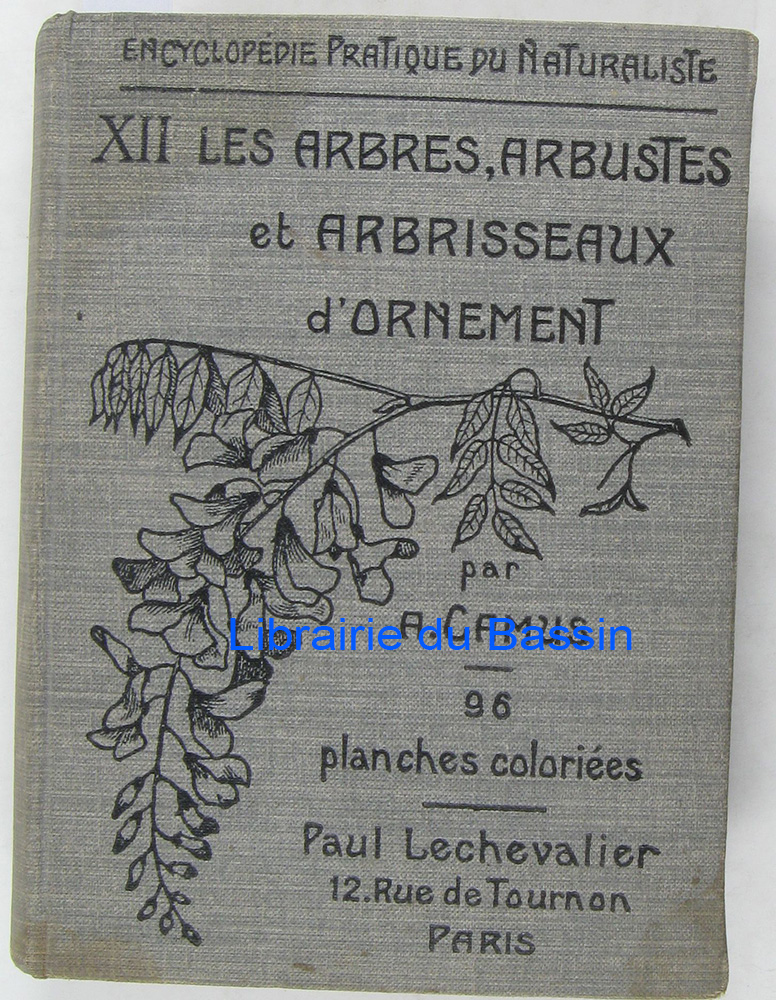 ENCYCLOPÉDIE PRATIQUE DU NATURALISTE
XII LES ARBRES, ARBUSTES
et ARBRISSEAUX
d'ORNEMENT
par
A. CAMUS
Librairie du Bassin
96
planches coloriées
Paul Lechevalier
12. Rue de Tournon
PARIS